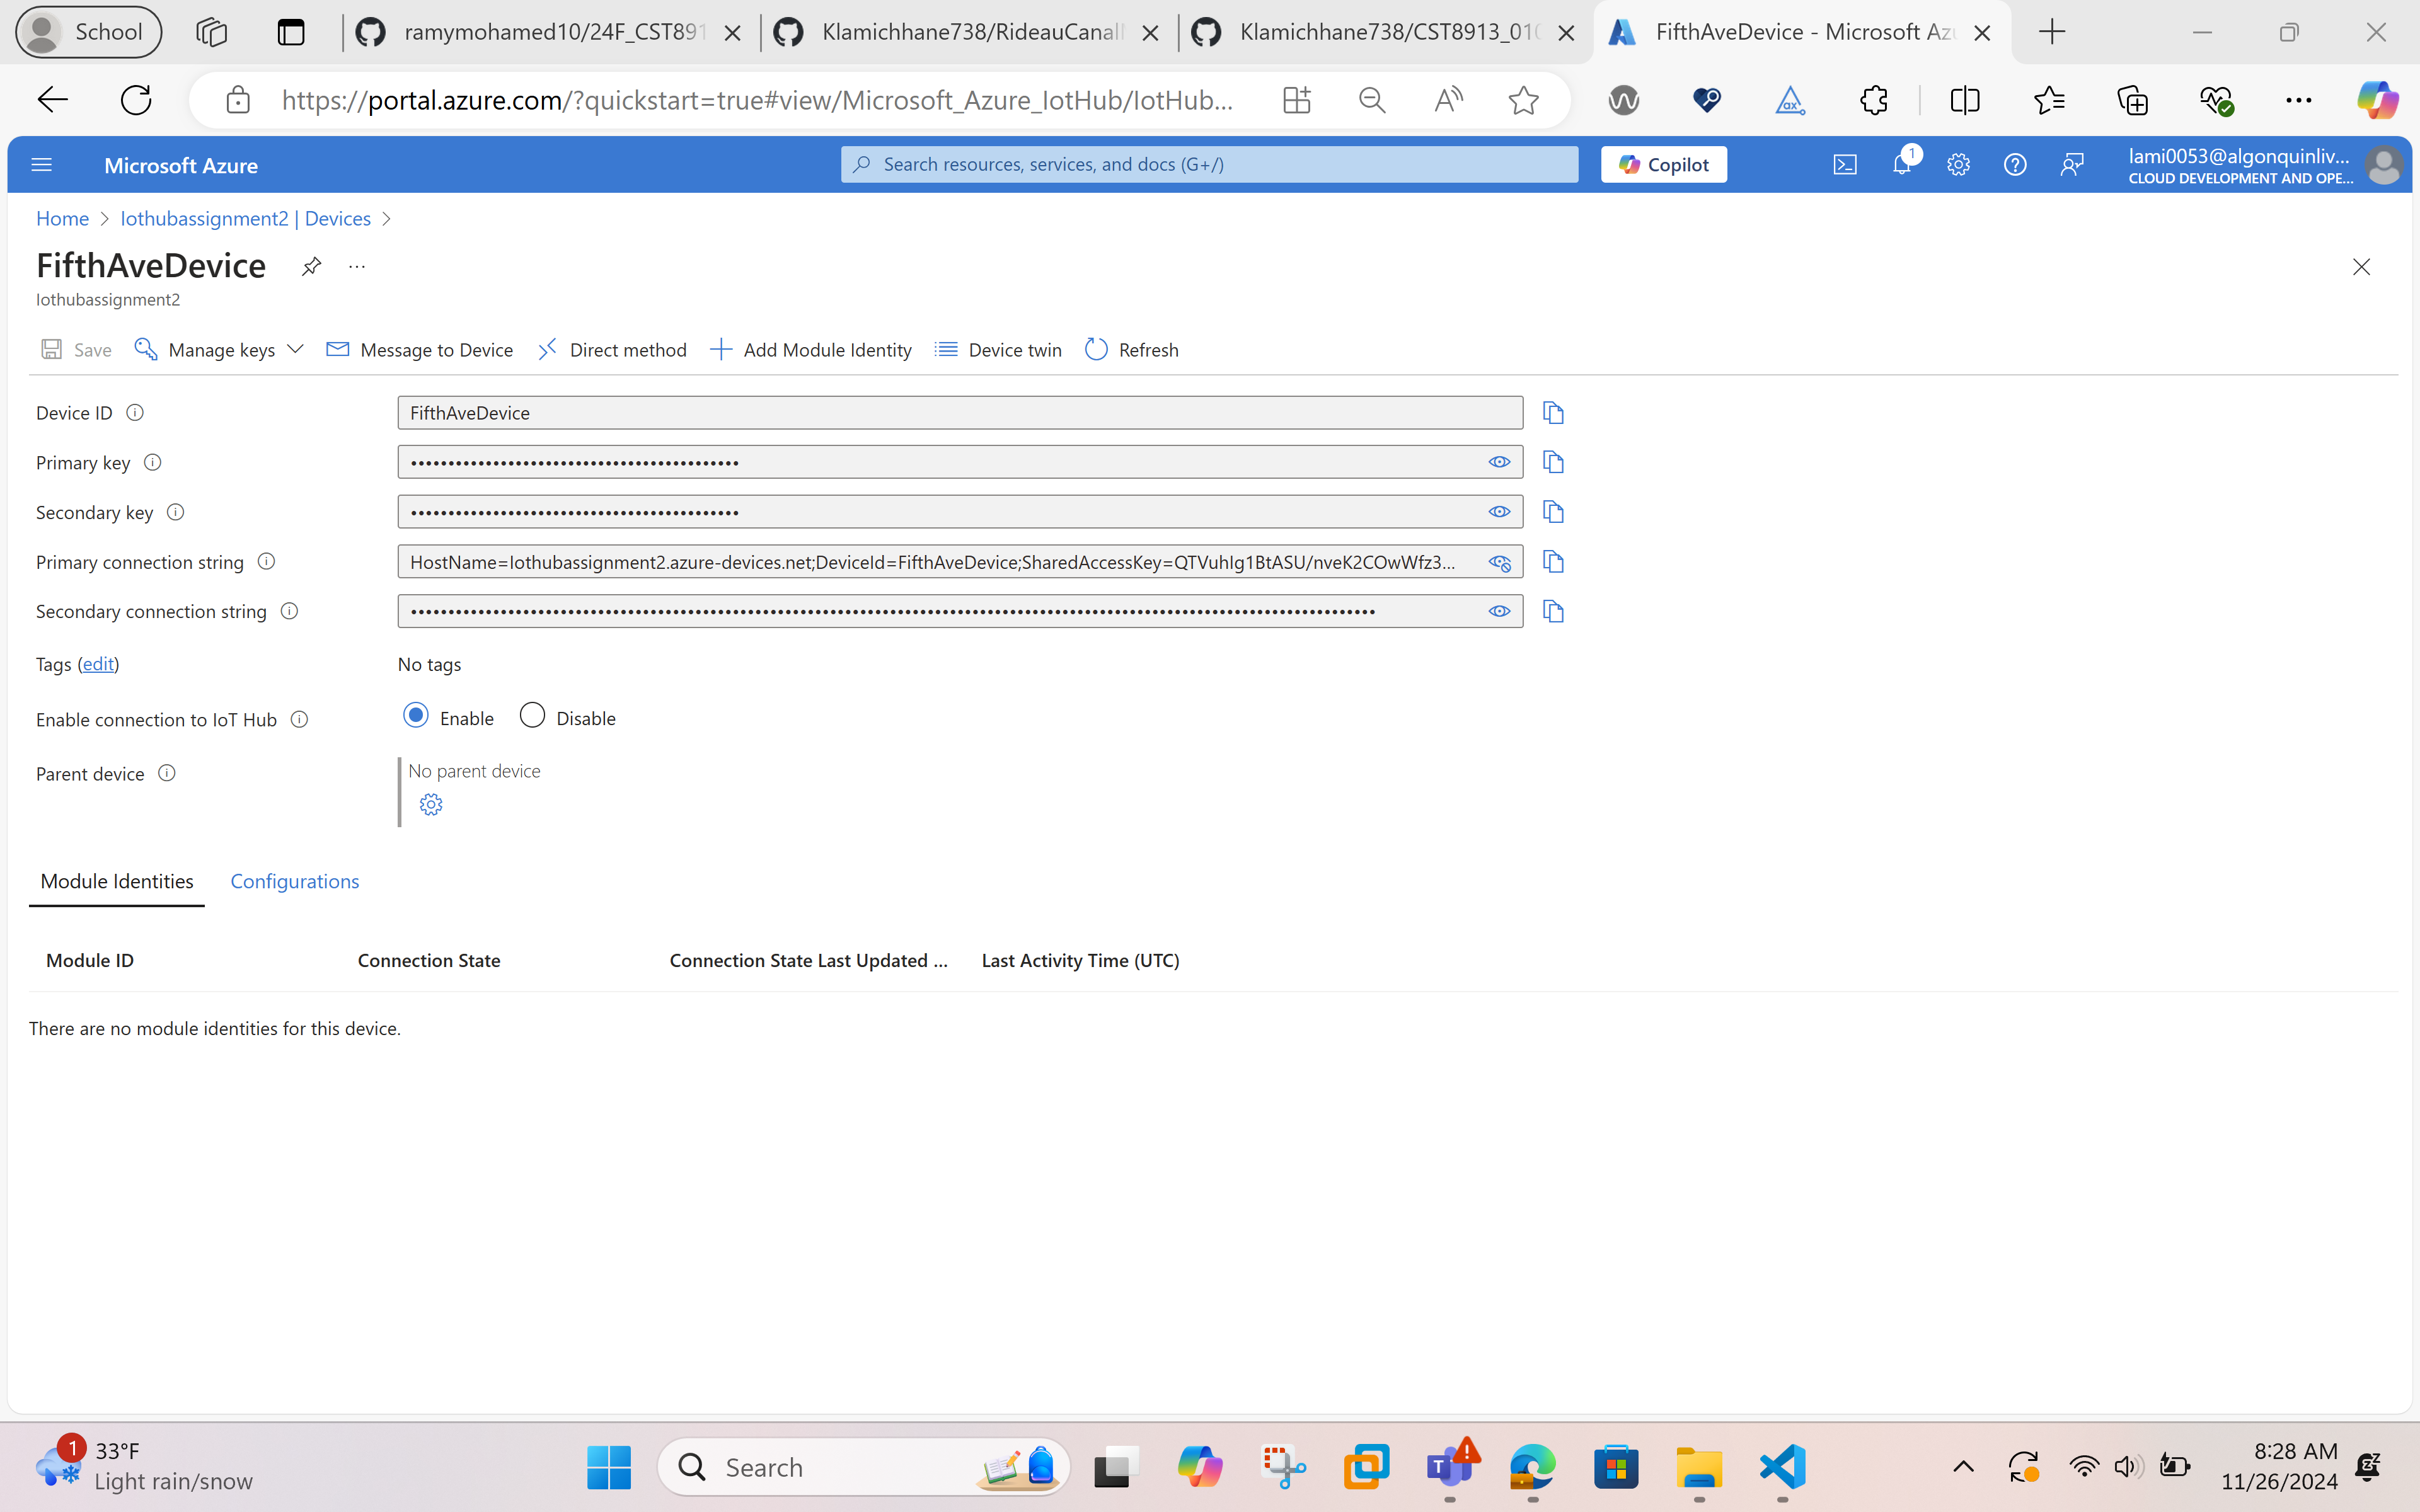 School
ramymohamed10/24F_CST891
Klamichhane738/RideauCanal
Klamichhane738/CST8913_010
FifthAveDevice - Microsoft Az
https://portal.azure.com/?quickstart=true#view/Microsoft_Azure_IotHub/IotHub...
Microsoft Azure
Search resources, services, and docs (G+/)
Copilot
1
lami0053@algonquinliv...
CLOUD DEVELOPMENT AND OPE...
Home > Iothubassignment2 | Devices >
FifthAveDevice
Iothubassignment2
Save Manage keys Message to Device Direct method Add Module Identity Device twin Refresh
Device ID FifthAveDevice
Primary key
Secondary key
Primary connection string HostName=Iothubassignment2.azure-devices.net;DeviceId=FifthAveDevice;SharedAccessKey=QTVuhIg1BtASU/nveK2COwWfz3...
Secondary connection string
Tags (edit) No tags
Enable connection to IoT Hub Enable Disable
Parent device No parent device
Module Identities Configurations
Module ID Connection State Connection State Last Updated ... Last Activity Time (UTC)
There are no module identities for this device.
1
33°F
Light rain/snow
Search
8:28 AM
11/26/2024